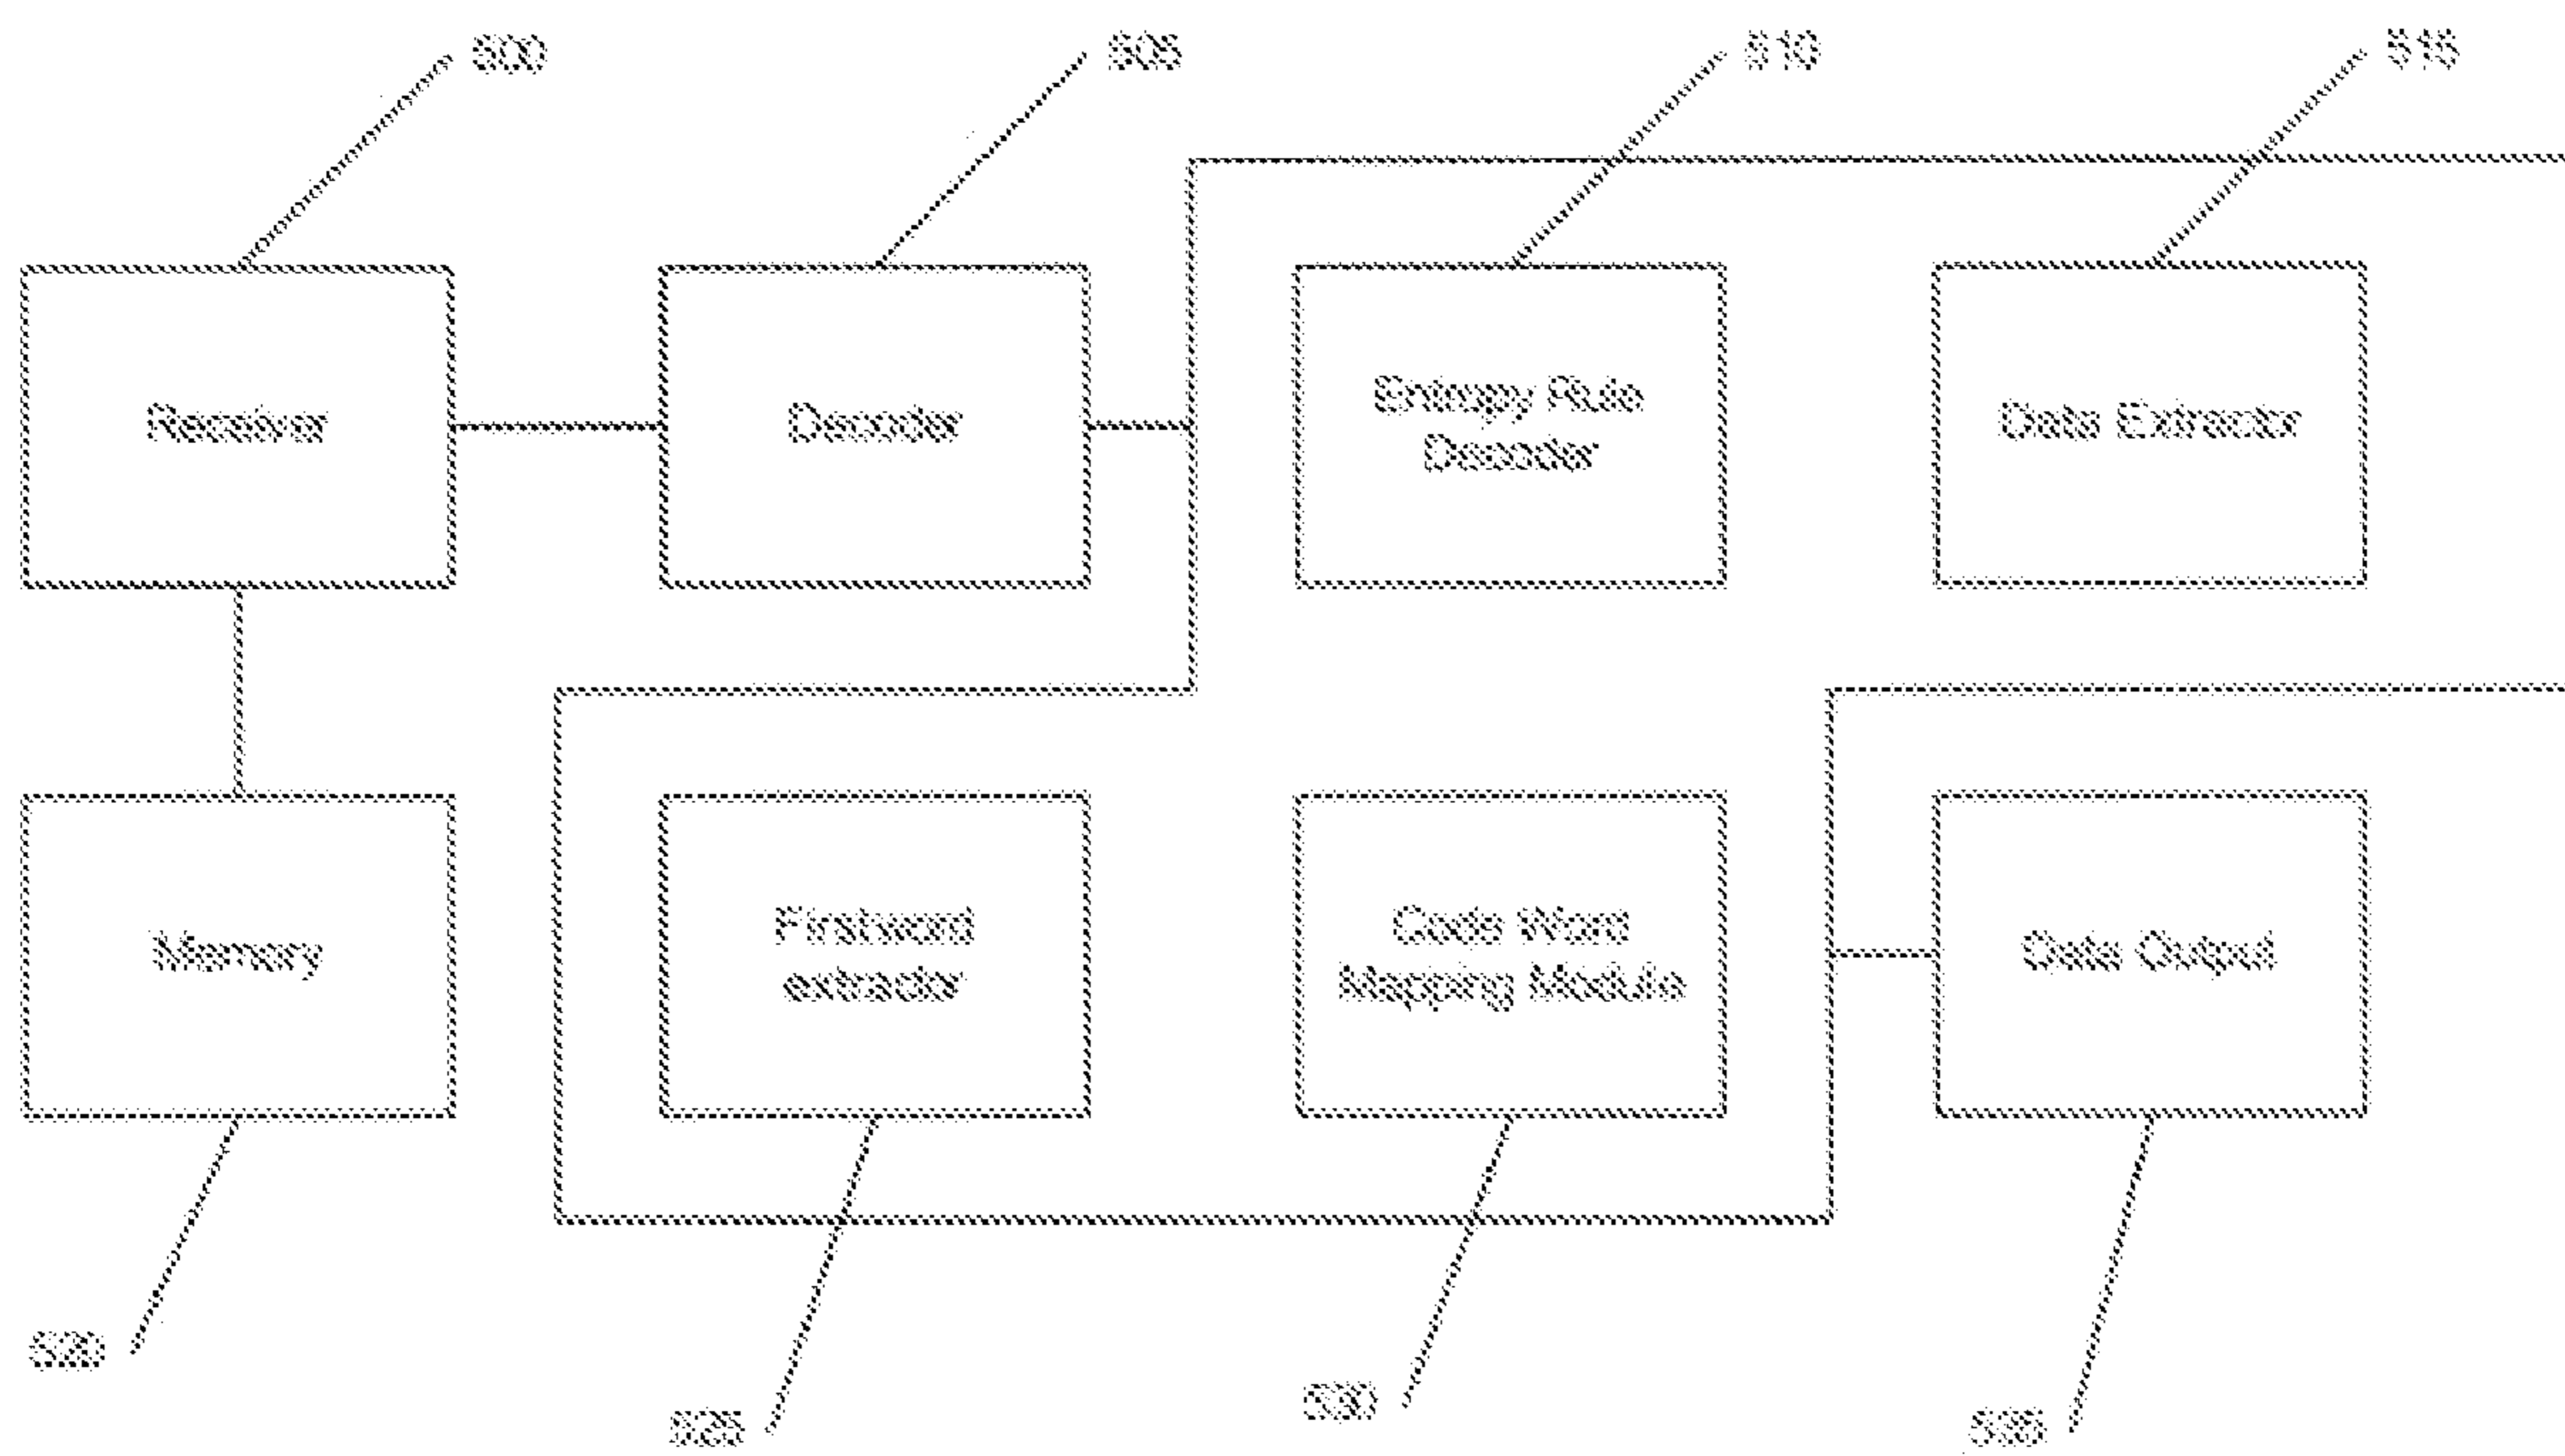 500
505
510
515
Receiver
Decoder
Entropy Rule
Decoder
Data Extractor
Memory
Firstword
extractor
Code Word
Mapping Module
Data Output
520
525
530
535